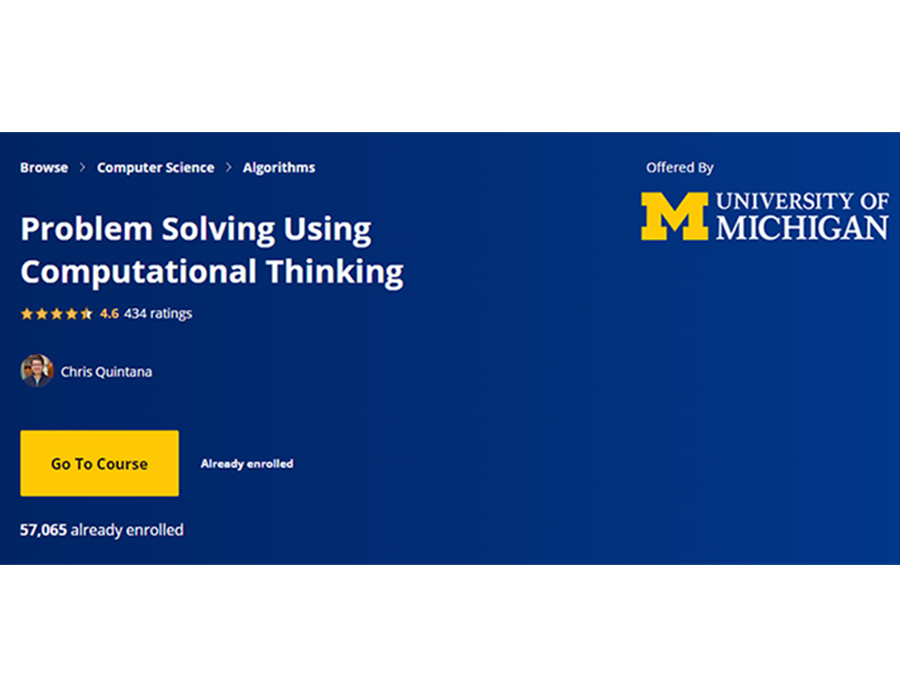 Browse > Computer Science > Algorithms
Offered By
UNIVERSITY OF
MICHIGAN
Problem Solving Using
Computational Thinking
4.6 434 ratings
Chris Quintana
Go To Course
Already enrolled
57,065 already enrolled